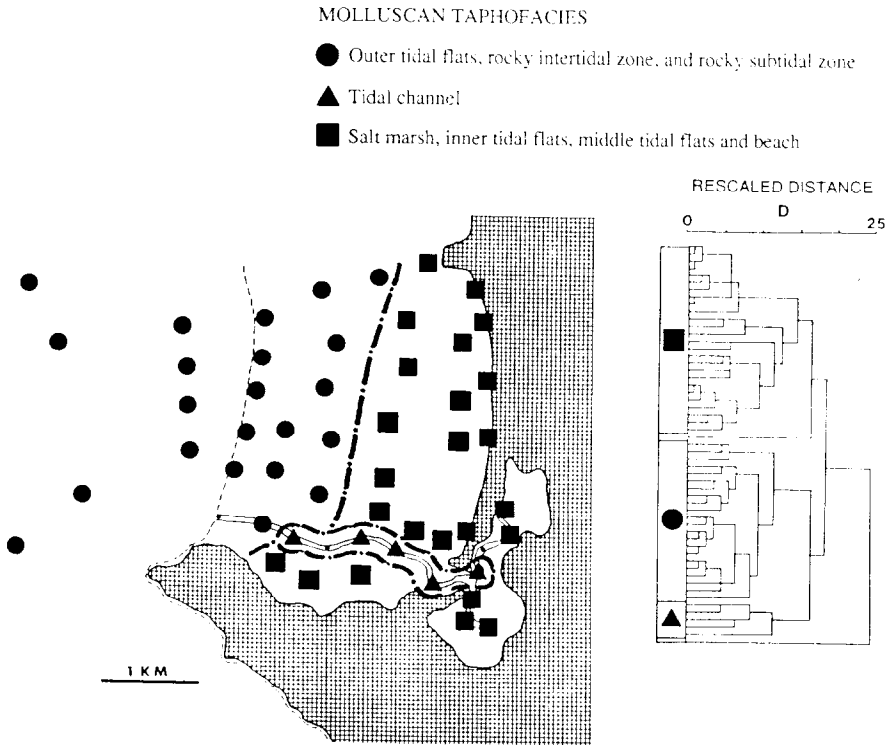 MOLLUSCAN TAPHOFACIES
Outer tidal flats, rocky intertidal zone, and rocky subtidal zone
Tidal channel
Salt marsh, inner tidal flats, middle tidal flats and beach
RESCALED DISTANCE
D
0 25
1 KM